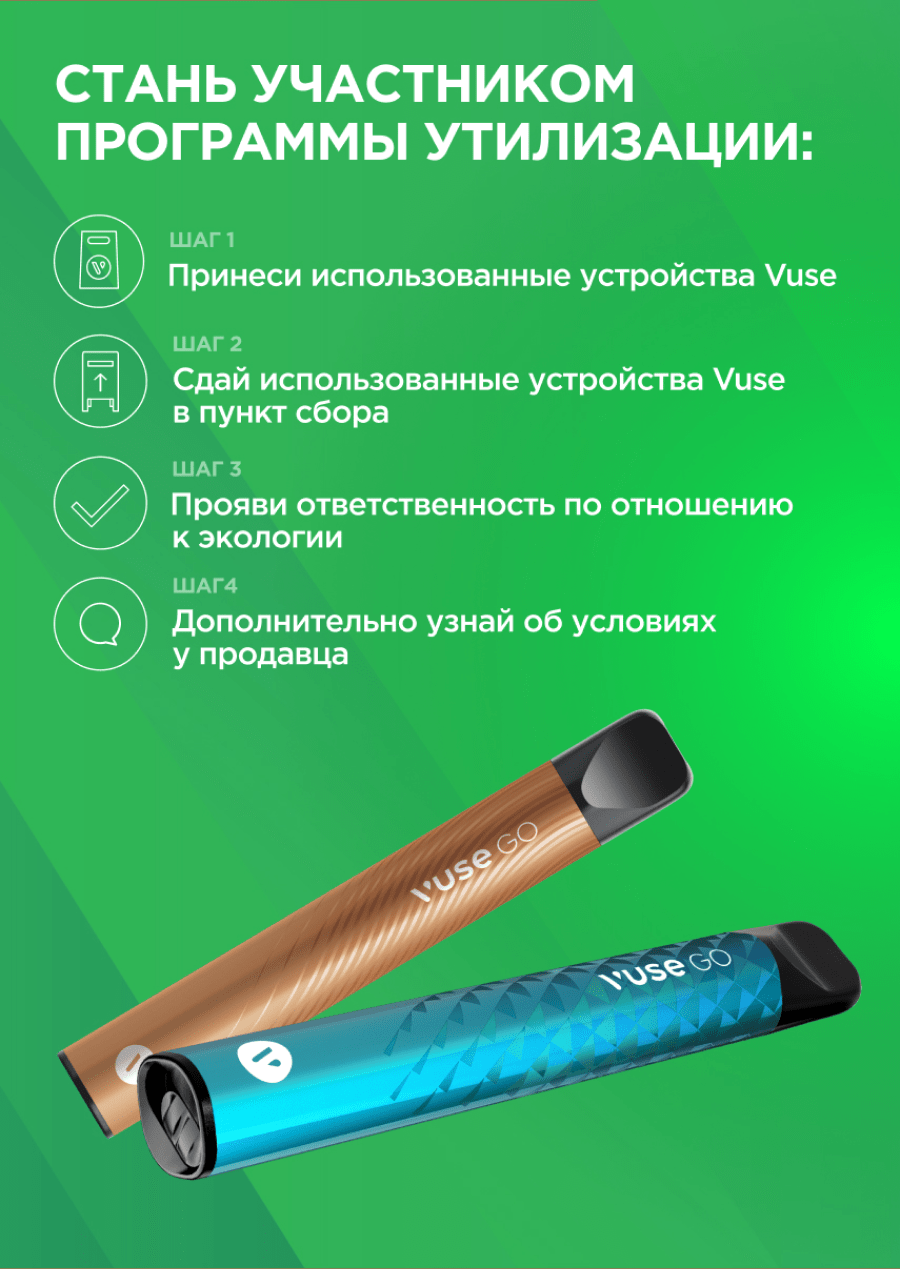 СТАНЬ УЧАСТНИКОМ
ПРОГРАММЫ УТИЛИЗАЦИИ:
ШАГ 1
Принеси использованные устройства Vuse
ШАГ 2
Сдай использованные устройства Vuse
в пункт сбора
ШАГ 3
Прояви ответственность по отношению
к экологии
ШАГ4
Дополнительно узнай об условиях
у продавца
Vuse GO
Vuse GO